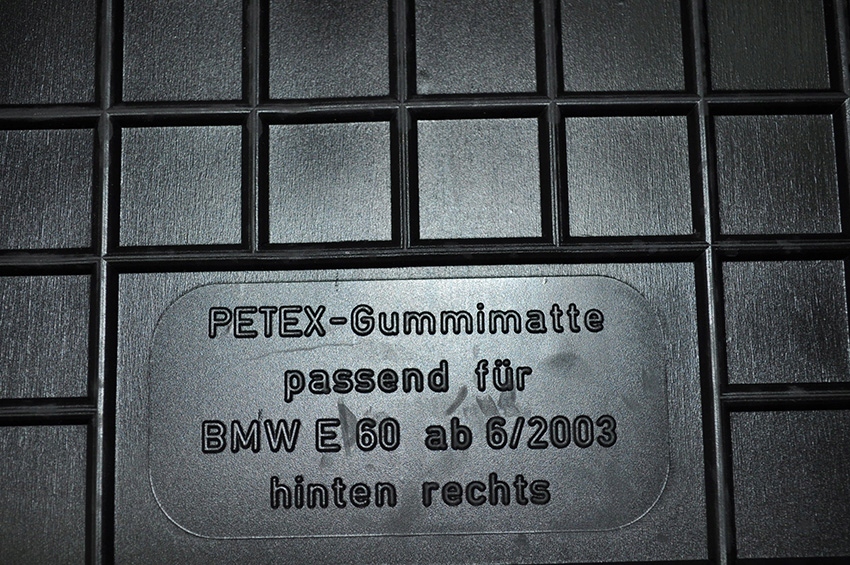 PETEX-Gummimatte
passend für
BMW E 60 ab 6/2003
hinten rechts